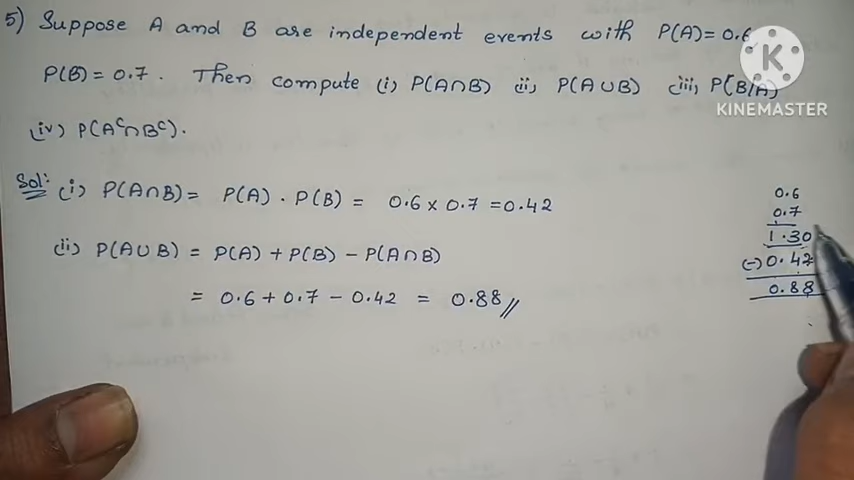 5) Suppose A and B are independent events with P(A)=0.6
P(B)=0.7. Then compute (i) P(A∩B) (ii) P(A∪B) (iii) P(B/A)
(iv) P(Aᶜ∩Bᶜ).
Sol: (i) P(A∩B) = P(A) · P(B) = 0.6 × 0.7 = 0.42
(ii) P(A∪B) = P(A) + P(B) − P(A∩B)
= 0.6 + 0.7 − 0.42 = 0.88 //
0.6
0.7
1.30
(-) 0.42
0.88
K
KINEMASTER